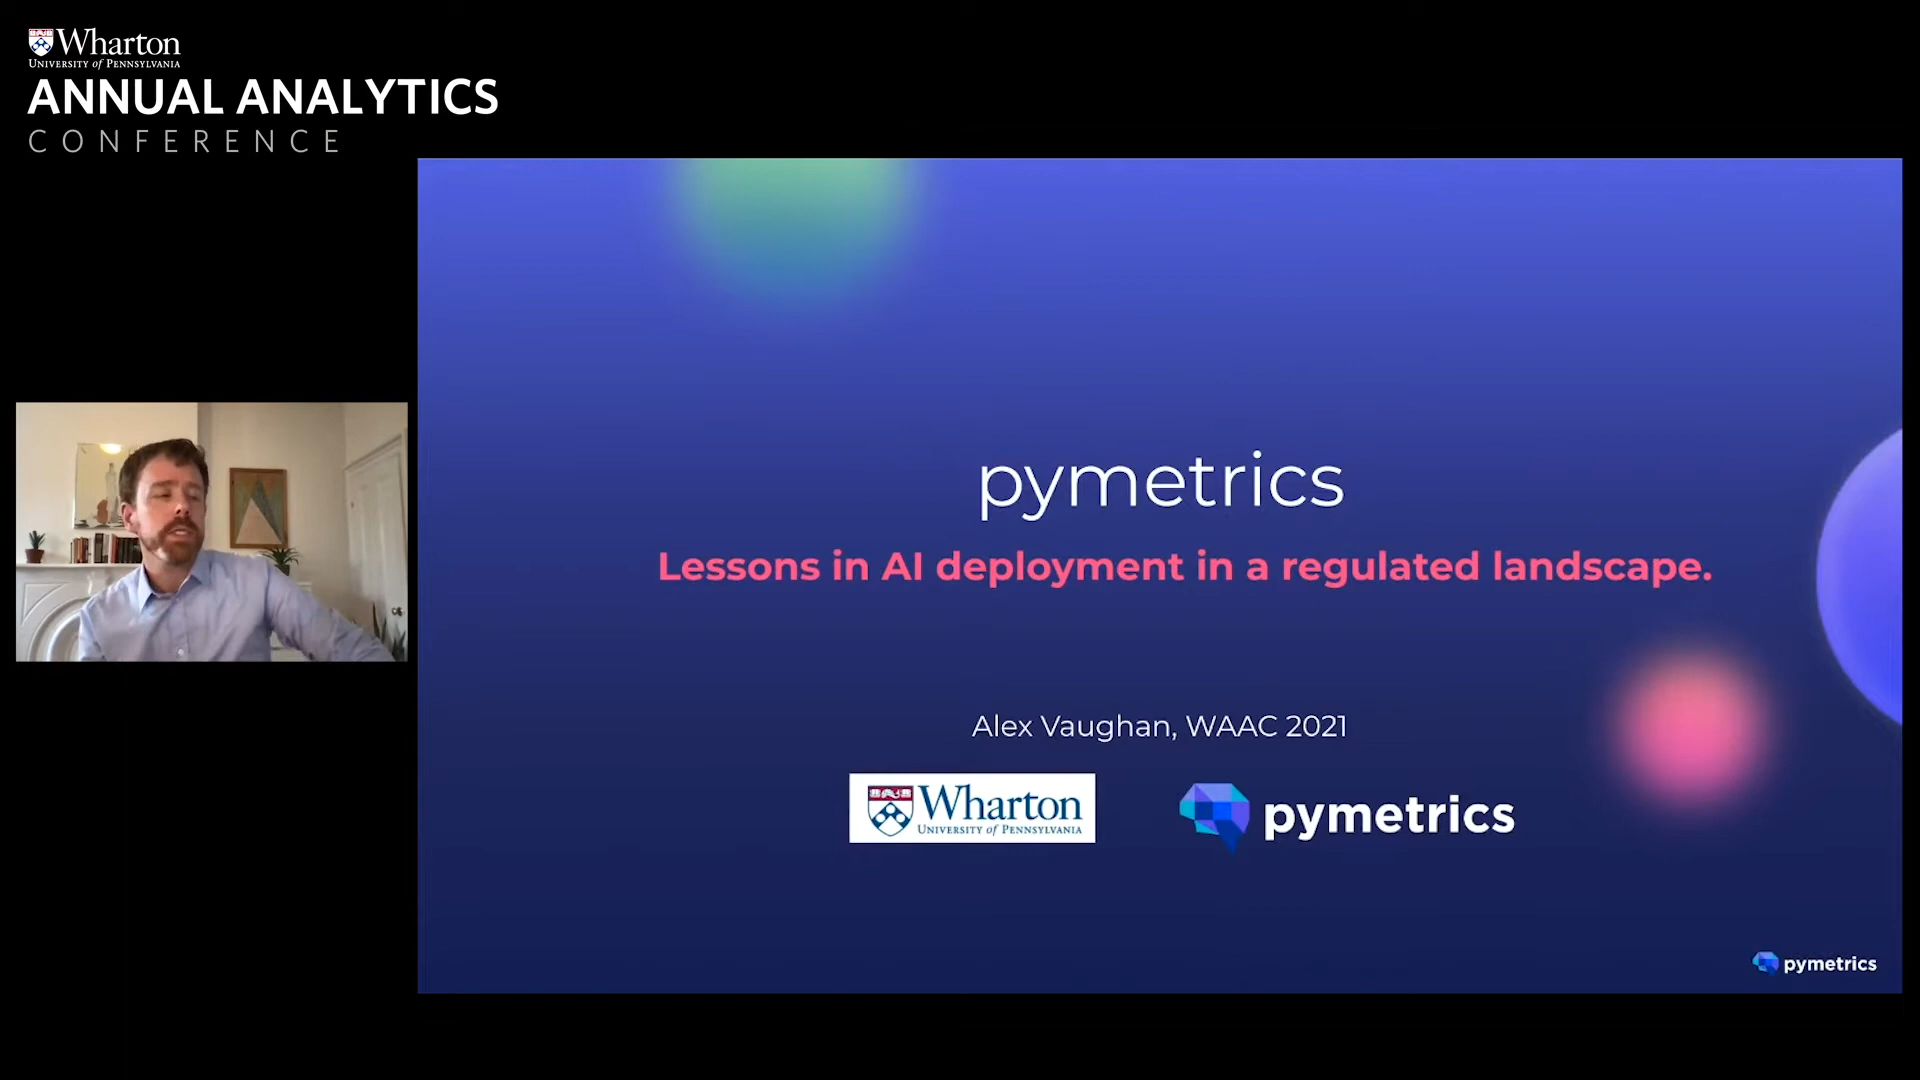 Wharton
UNIVERSITY of PENNSYLVANIA
ANNUAL ANALYTICS
CONFERENCE
pymetrics
Lessons in AI deployment in a regulated landscape.
Alex Vaughan, WAAC 2021
Wharton
UNIVERSITY of PENNSYLVANIA
pymetrics
pymetrics